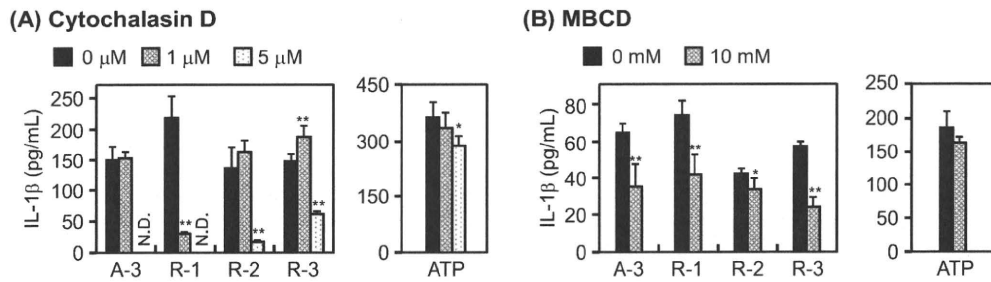 (A) Cytochalasin D
0 μM 1 μM 5 μM
IL-1β (pg/mL)
250
200
150
100
50
0
N.D.
**
N.D.
**
**
**
A-3 R-1 R-2 R-3
450
300
450
0
*
ATP
(B) MBCD
0 mM 10 mM
IL-1β (pg/mL)
80
60
40
20
0
**
**
*
**
A-3 R-1 R-2 R-3
250
200
150
100
50
0
ATP